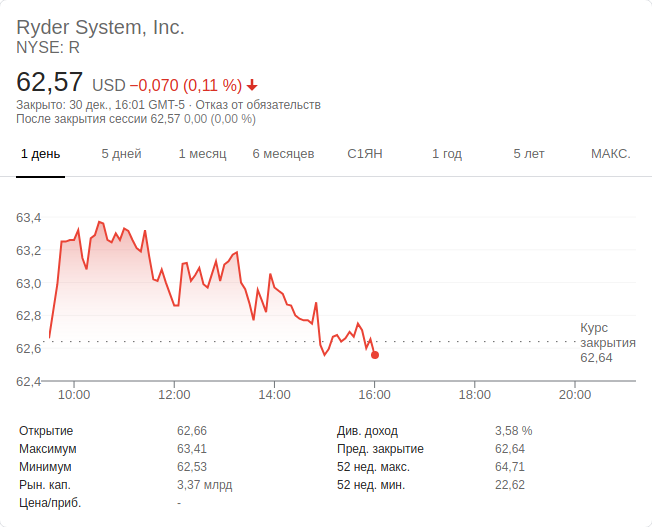 Ryder System, Inc.
NYSE: R
62,57 USD −0,070 (0,11 %)
Закрыто: 30 дек., 16:01 GMT-5 · Отказ от обязательств
После закрытия сессии 62,57 0,00 (0,00 %)
1 день 5 дней 1 месяц 6 месяцев С1ЯН 1 год 5 лет МАКС.
63,4
63,2
63,0
62,8
62,6
62,4
Курс
закрытия
62,64
10:00 12:00 14:00 16:00 18:00 20:00
Открытие 62,66 Див. доход 3,58 %
Максимум 63,41 Пред. закрытие 62,64
Минимум 62,53 52 нед. макс. 64,71
Рын. кап. 3,37 млрд 52 нед. мин. 22,62
Цена/приб. -